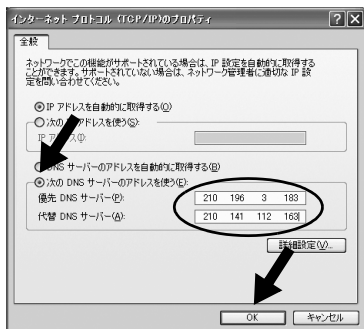 インターネット プロトコル (TCP/IP)のプロパティ
全般
ネットワークでこの機能がサポートされている場合は、IP 設定を自動的に取得する
ことができます。サポートされていない場合は、ネットワーク管理者に適切な IP 設
定を問い合わせてください。
IP アドレスを自動的に取得する(O)
次の アドレスを使う(S):
IP
DNS サーバーのアドレスを自動的に取得する(B)
次の DNS サーバーのアドレスを使う(E):
優先 DNS サーバー(P): 210 196 3 183
代替 DNS サーバー(A): 210 141 112 163
詳細設定(V)...
OK キャンセル